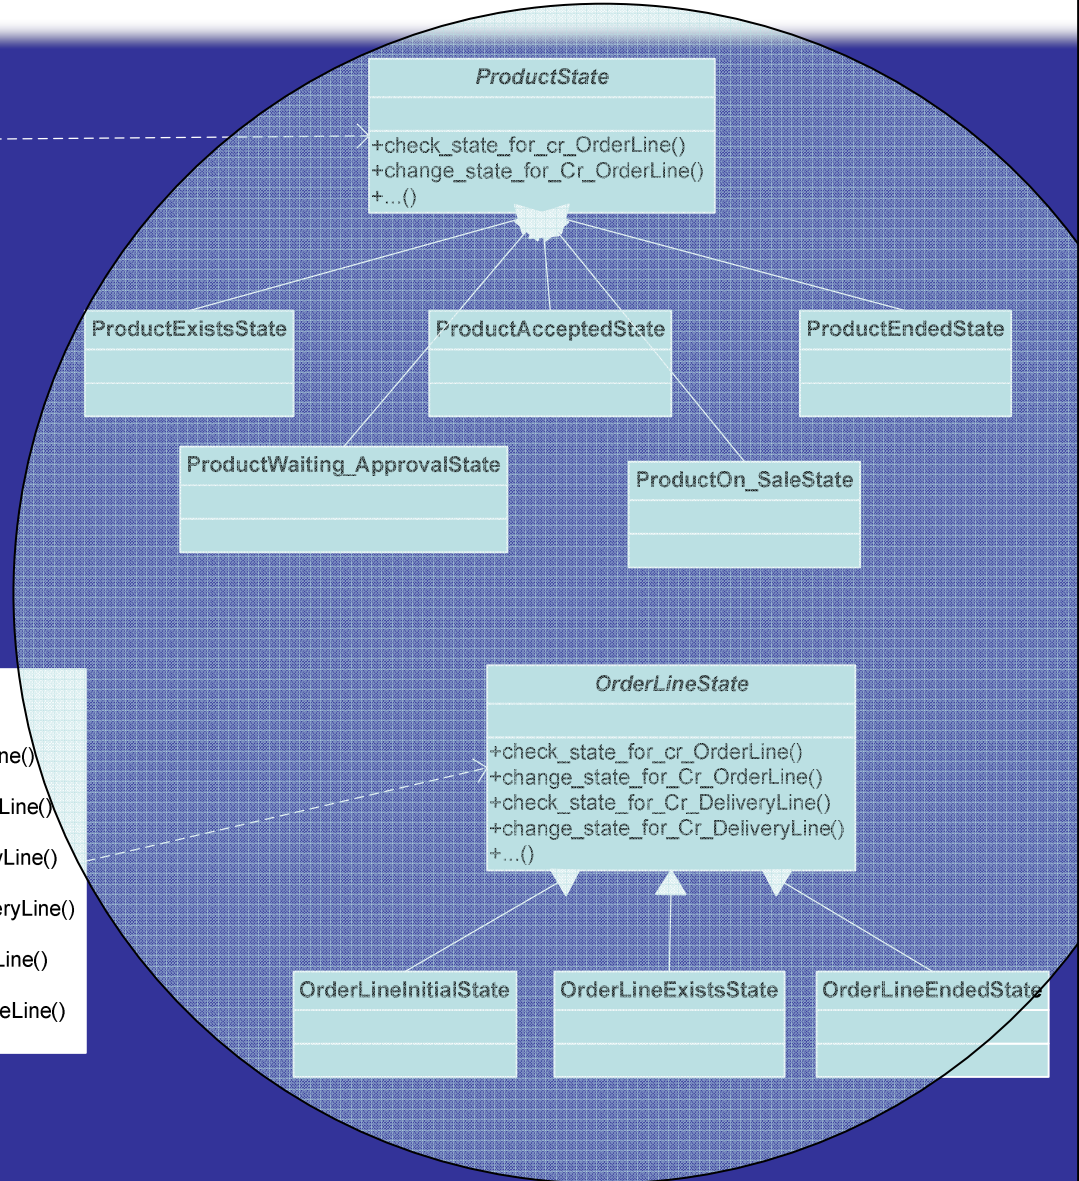 ProductState
+check_state_for_cr_OrderLine()
+change_state_for_Cr_OrderLine()
+...()
ProductExistsState
ProductAcceptedState
ProductEndedState
ProductWaiting_ApprovalState
ProductOn_SaleState
OrderLineState
+check_state_for_cr_OrderLine()
+change_state_for_Cr_OrderLine()
+check_state_for_Cr_DeliveryLine()
+change_state_for_Cr_DeliveryLine()
+...()
ne()
Line()
yLine()
eryLine()
Line()
eLine()
OrderLineInitialState
OrderLineExistsState
OrderLineEndedState